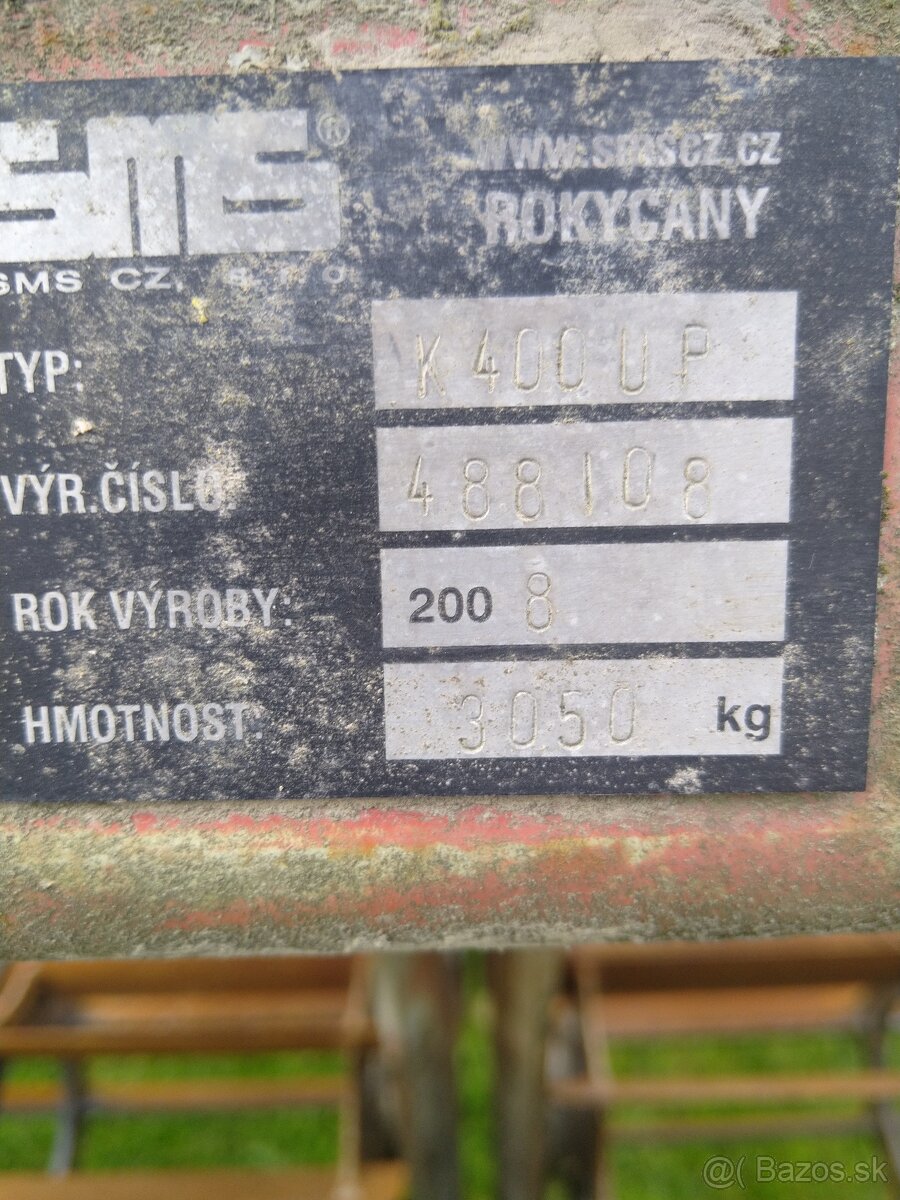 SMS®
www.smscz.cz
ROKYCANY
SMS CZ, s.r.o.
TYP: K400UP
VÝR.ČÍSLO: 488108
ROK VÝROBY: 2008
HMOTNOST: 3050 kg
@( Bazos.sk